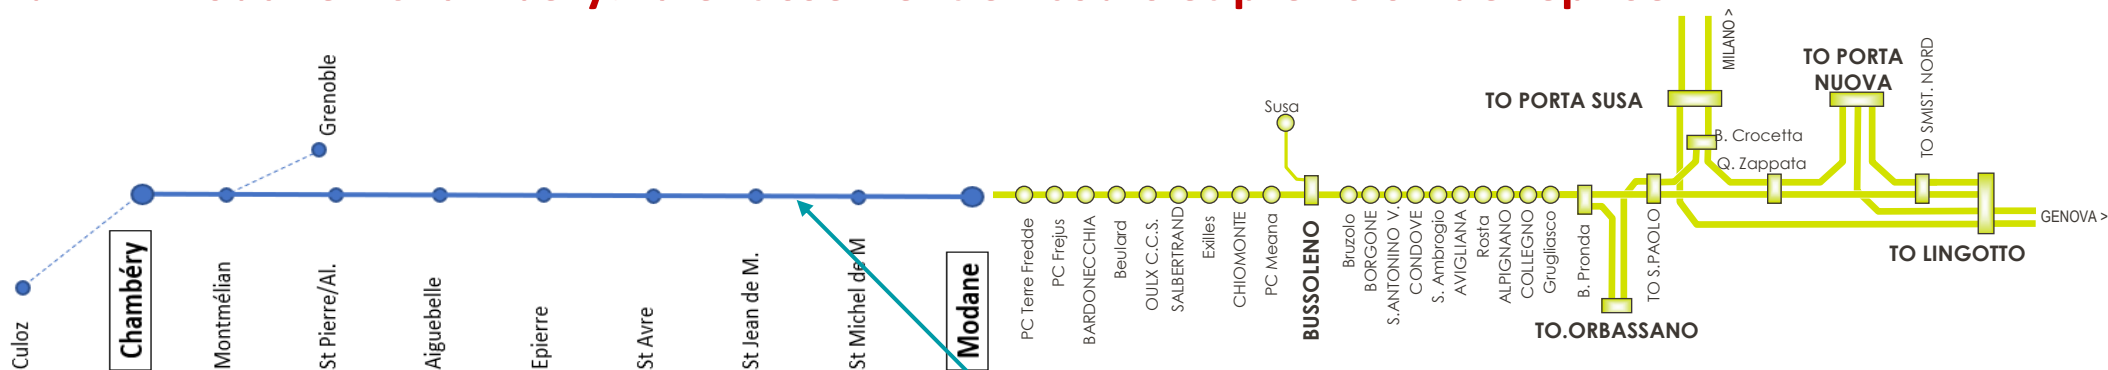 Grenoble
Culoz
Chambéry
Montmélian
St Pierre/Al.
Aiguebelle
Epierre
St Avre
St Jean de M.
St Michel de M
Modane
PC Terre Fredde
PC Frejus
BARDONECCHIA
Beulard
OULX C.C.S.
SALBERTRAND
Exilles
CHIOMONTE
PC Meana
Susa
BUSSOLENO
Bruzolo
BORGONE
S.ANTONINO V.
CONDOVE
S. Ambrogio
AVIGLIANA
Rosta
ALPIGNANO
COLLEGNO
Grugliasco
B. Pronda
TO.ORBASSANO
TO S.PAOLO
TO PORTA SUSA
MILANO >
B. Crocetta
Q. Zappata
TO PORTA
NUOVA
TO SMIST. NORD
TO LINGOTTO
GENOVA >